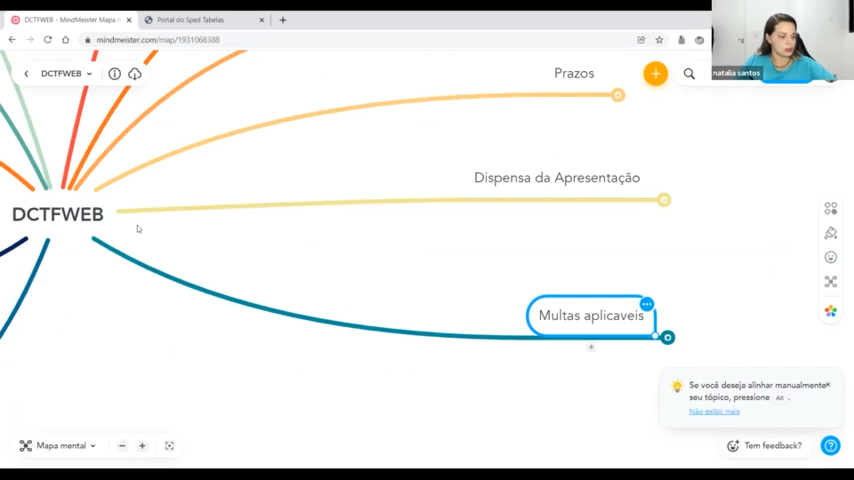 DCTFWEB - MindMeister Mapa m
Portal do Sped Tabelas
mindmeister.com/map/1931068388
natalia santos
DCTFWEB
Prazos
Dispensa da Apresentação
DCTFWEB
Multas aplicaveis
Se você deseja alinhar manualmente
seu tópico, pressione Alt .
Não exibir mais
Mapa mental
Tem feedback?